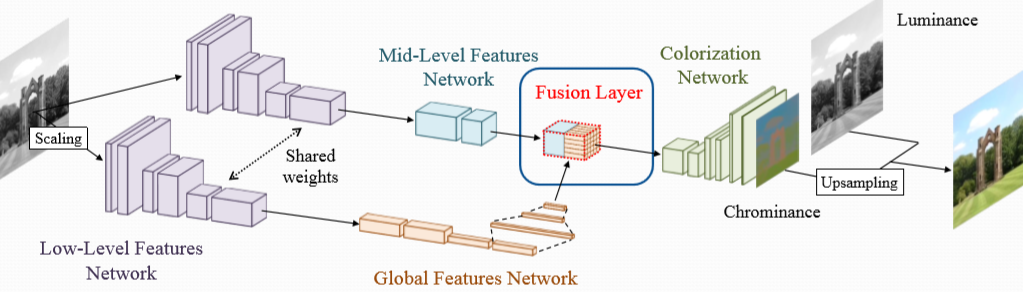 Luminance
Mid-Level Features
Network
Colorization
Network
Fusion Layer
Scaling
Shared
weights
Upsampling
Chrominance
Low-Level Features
Network
Global Features Network